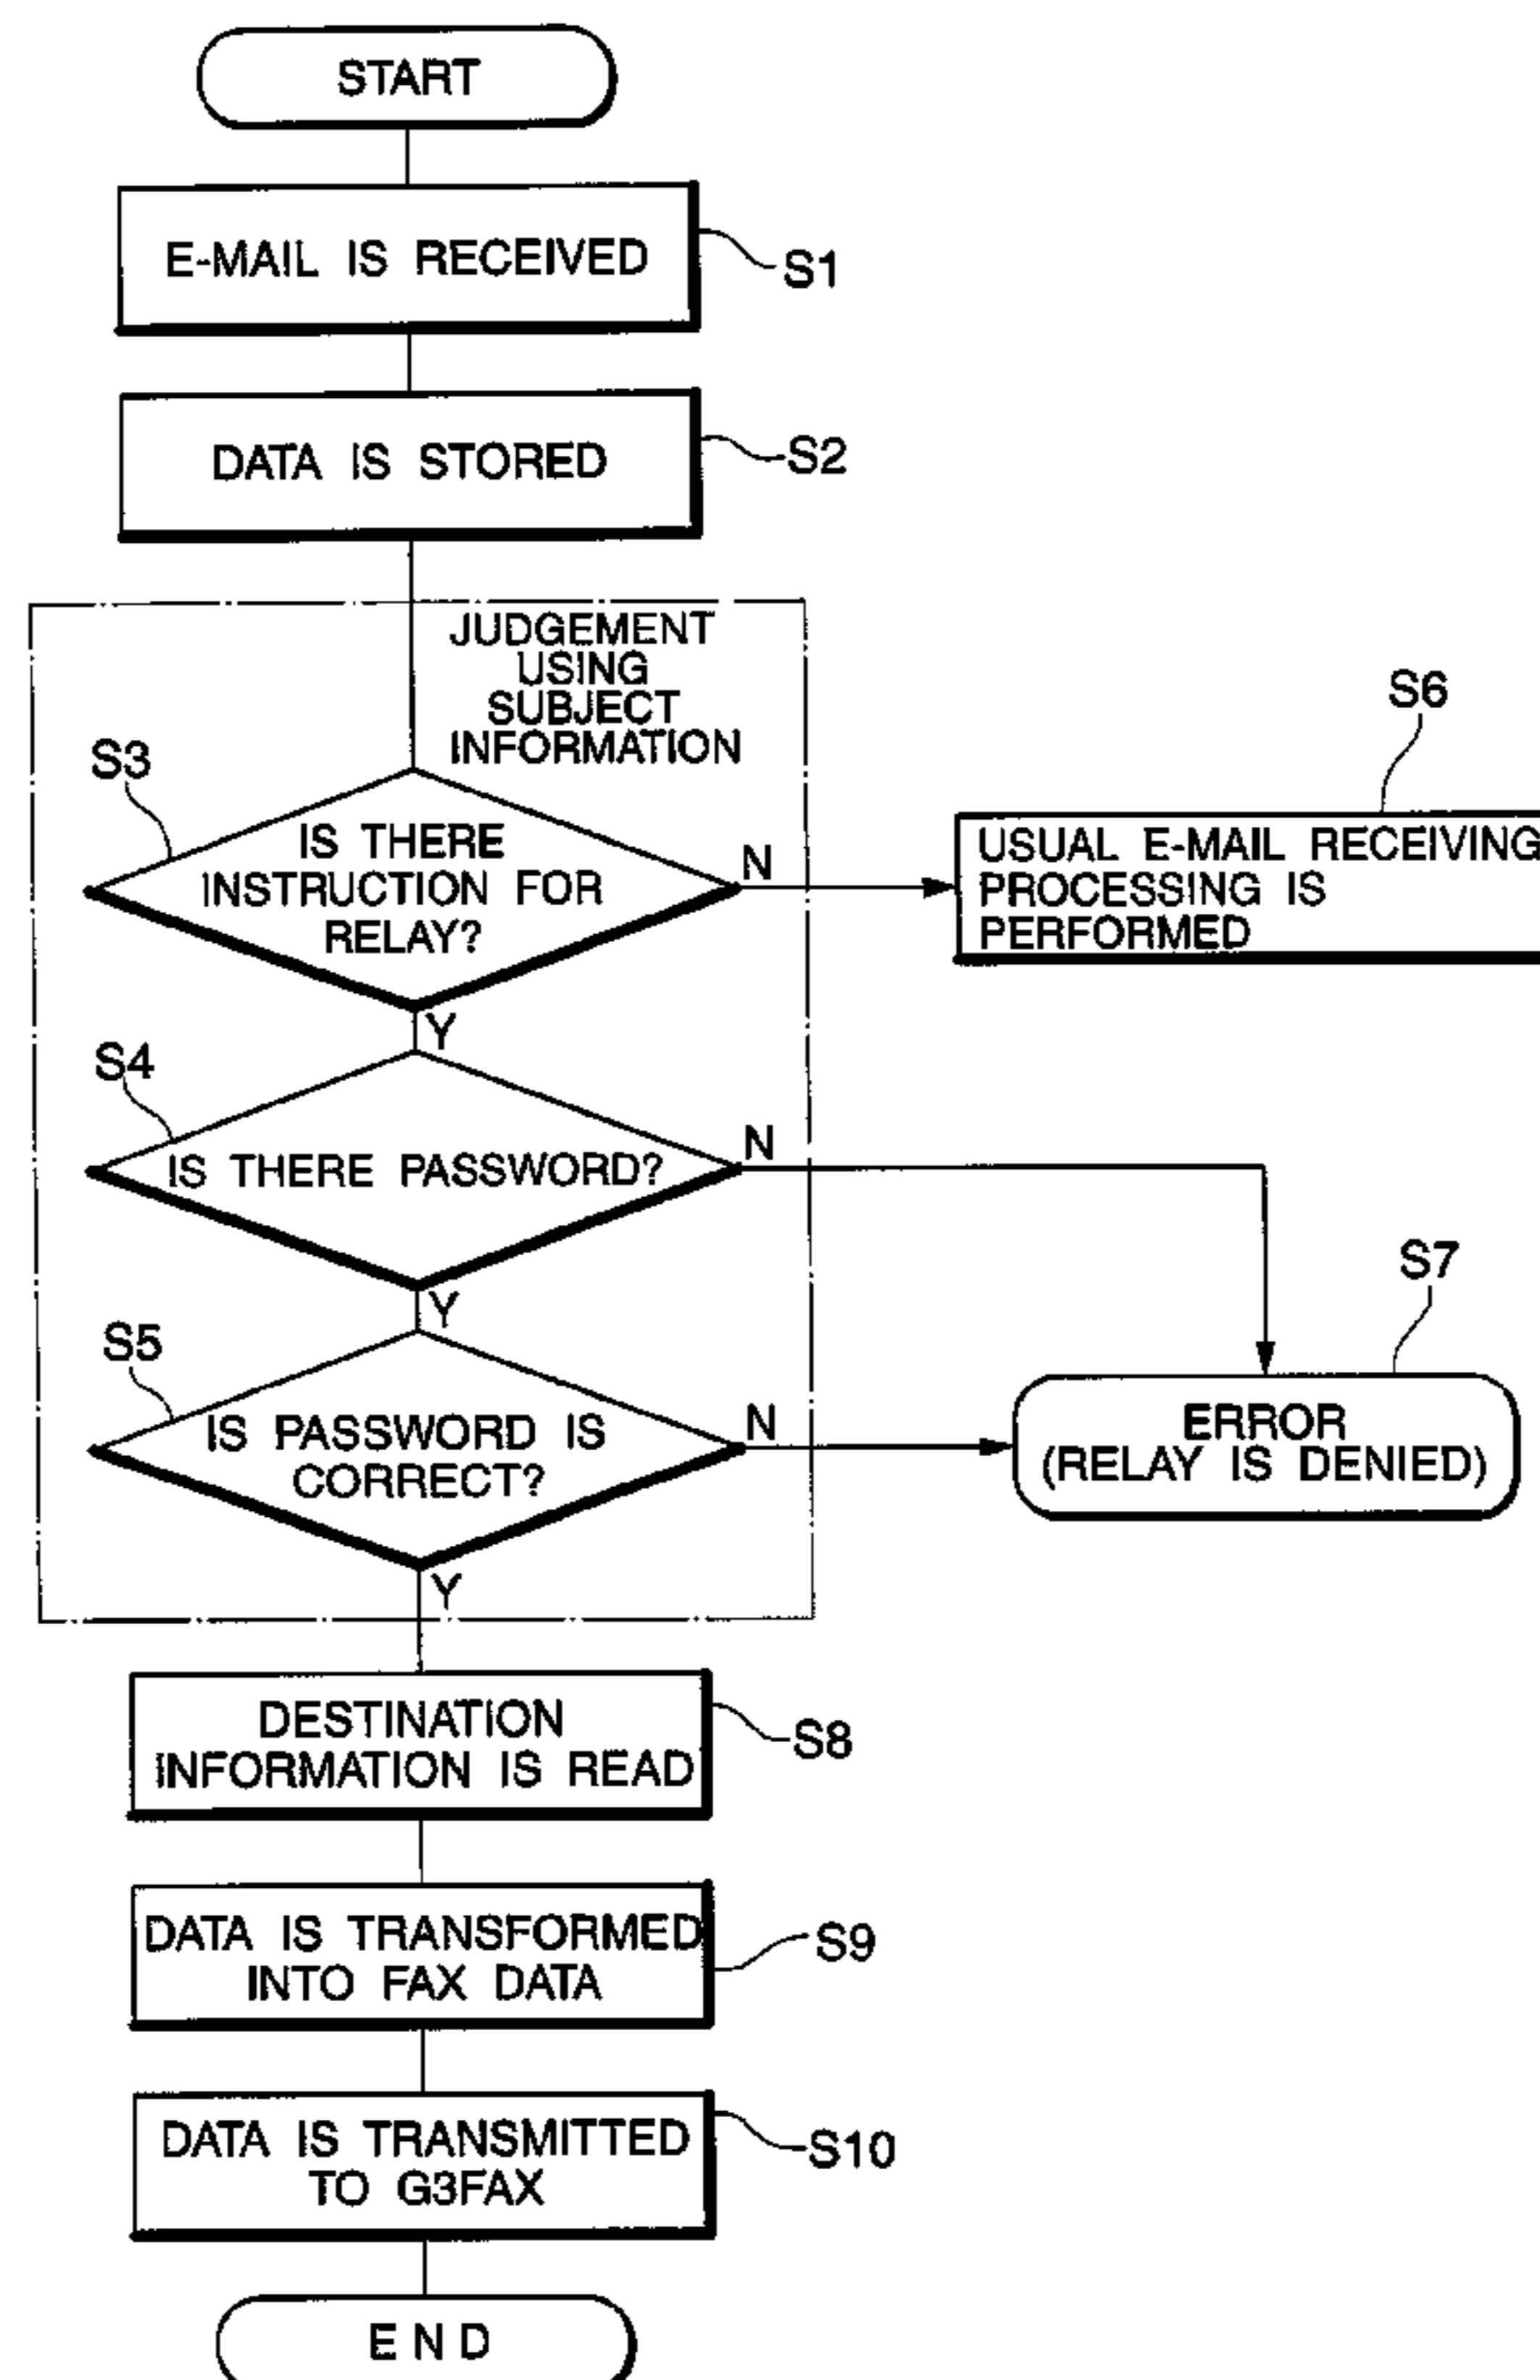 START
E-MAIL IS RECEIVED
S1
DATA IS STORED
S2
JUDGEMENT
USING
SUBJECT
INFORMATION
S3
IS THERE
INSTRUCTION FOR
RELAY?
N
Y
S6
USUAL E-MAIL RECEIVING
PROCESSING IS
PERFORMED
S4
IS THERE PASSWORD?
N
Y
S7
ERROR
(RELAY IS DENIED)
S5
IS PASSWORD IS
CORRECT?
N
Y
DESTINATION
INFORMATION IS READ
S8
DATA IS TRANSFORMED
INTO FAX DATA
S9
DATA IS TRANSMITTED
TO G3FAX
S10
END